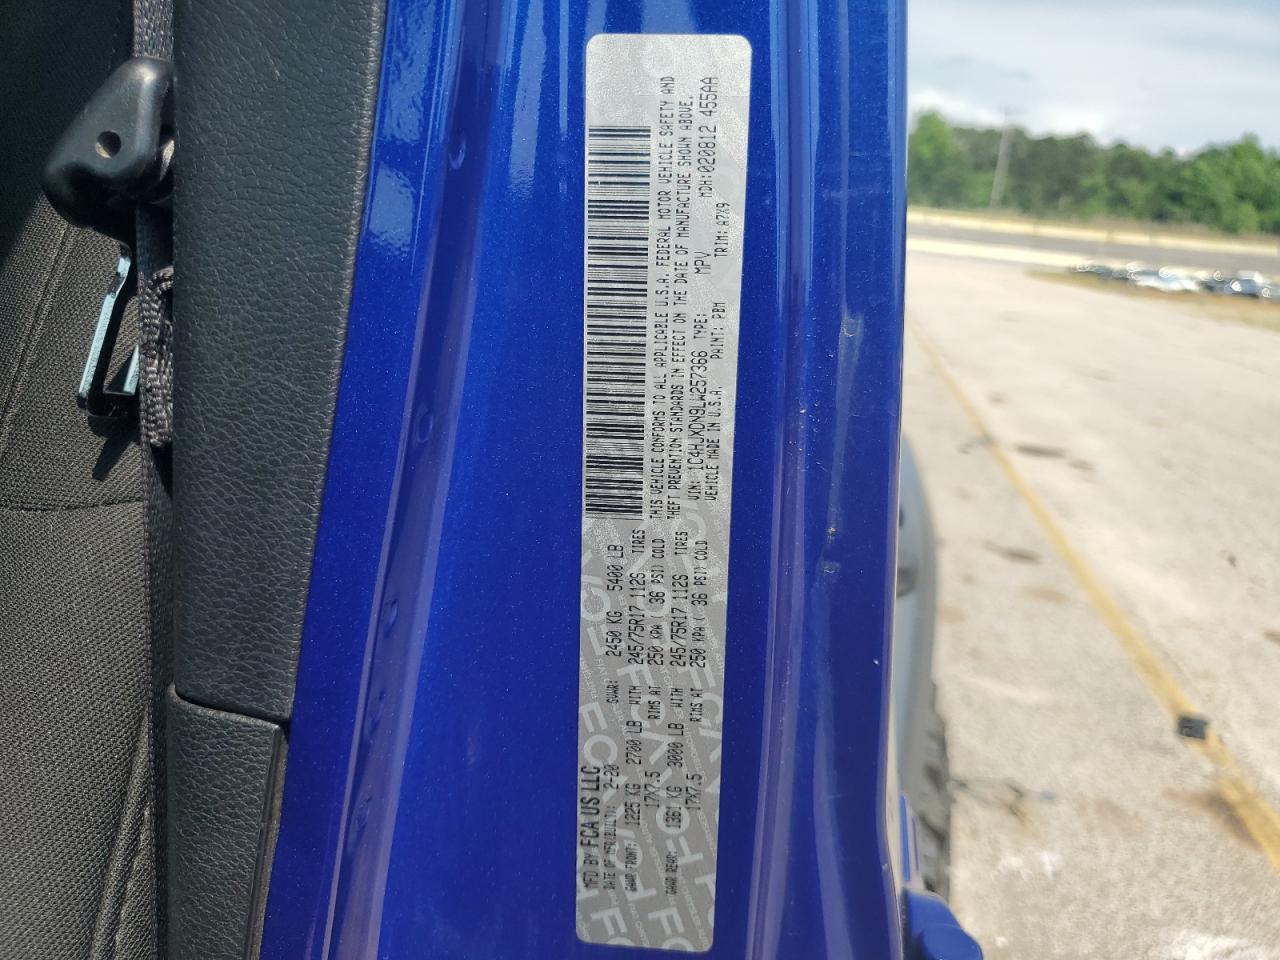 MFD BY FCA US LLC
DATE OF MFR(BUILT): 2-20 GVWR: 2450 KG 5400 LB
GAWR FRONT: 1225 KG 2700 LB WITH 245/75R17 112S TIRES
17X7.5 RIMS AT 250 KPA ( 36 PSI) COLD
GAWR REAR: 1361 KG 3000 LB WITH 245/75R17 112S TIRES
17X7.5 RIMS AT 250 KPA ( 36 PSI) COLD
THIS VEHICLE CONFORMS TO ALL APPLICABLE U.S.A. FEDERAL MOTOR VEHICLE SAFETY AND
THEFT PREVENTION STANDARDS IN EFFECT ON THE DATE OF MANUFACTURE SHOWN ABOVE.
VIN: 1C4HJXDN9LW257366 TYPE: MPV MDH:020812 455AA
VEHICLE MADE IN U.S.A. PAINT: PBM TRIM: A7X9